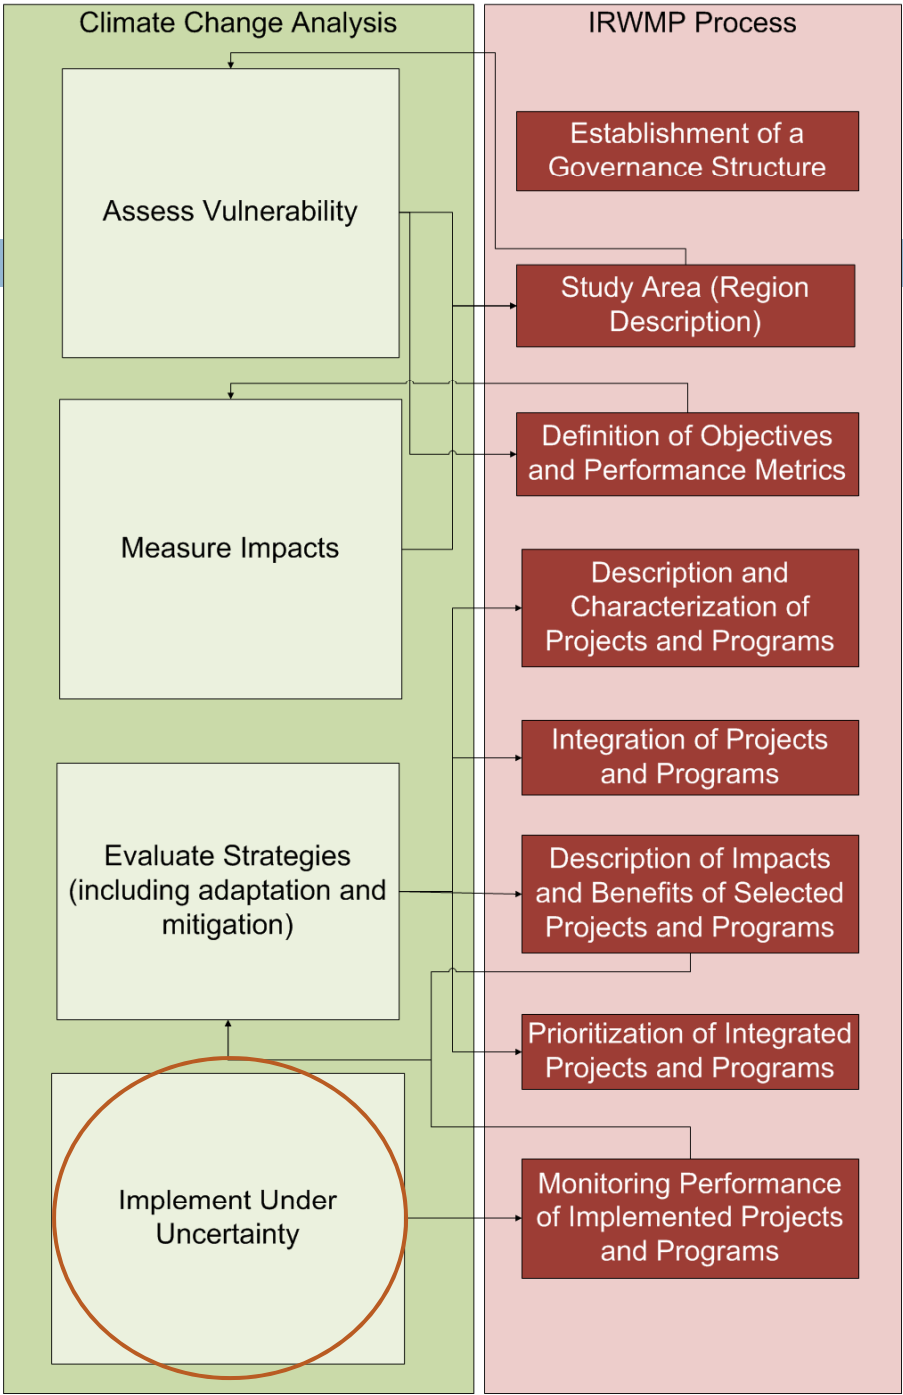 Climate Change Analysis
Assess Vulnerability
Measure Impacts
Evaluate Strategies
(including adaptation and
mitigation)
Implement Under
Uncertainty
IRWMP Process
Establishment of a
Governance Structure
Study Area (Region
Description)
Definition of Objectives
and Performance Metrics
Description and
Characterization of
Projects and Programs
Integration of Projects
and Programs
Description of Impacts
and Benefits of Selected
Projects and Programs
Prioritization of Integrated
Projects and Programs
Monitoring Performance
of Implemented Projects
and Programs